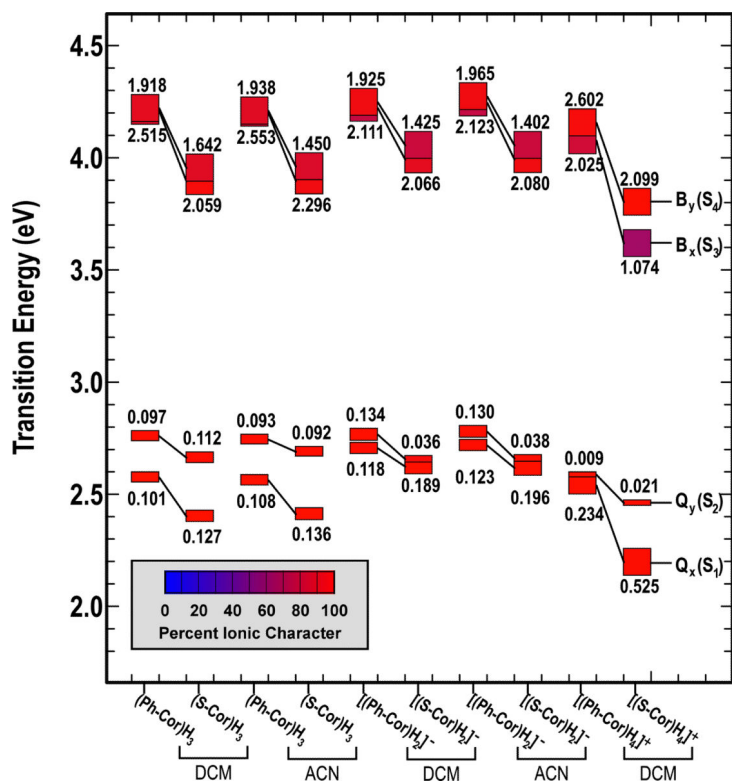 Transition Energy (eV)
4.5
4.0
3.5
3.0
2.5
2.0
1.918
2.515
1.642
2.059
1.938
2.553
1.450
2.296
1.925
2.111
1.425
2.066
1.965
2.123
1.402
2.080
2.602
2.025
2.099
1.074
By(S4)
Bx(S3)
0.097
0.101
0.112
0.127
0.093
0.108
0.092
0.136
0.134
0.118
0.036
0.189
0.130
0.123
0.038
0.196
0.009
0.234
0.021
0.525
Qy(S2)
Qx(S1)
0 20 40 60 80 100
Percent Ionic Character
(Ph-Cor)H3
(S-Cor)H3
(Ph-Cor)H3
(S-Cor)H3
[(Ph-Cor)H2]-
[(S-Cor)H2]-
[(Ph-Cor)H2]-
[(S-Cor)H2]-
[(Ph-Cor)H4]+
[(S-Cor)H4]+
DCM
ACN
DCM
ACN
DCM